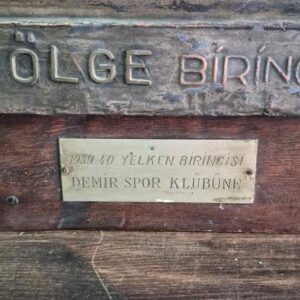 ÖLGE BİRİNC
1939 40 YELKEN BİRİNCİSİ
DEMİR SPOR KLÜBÜNE